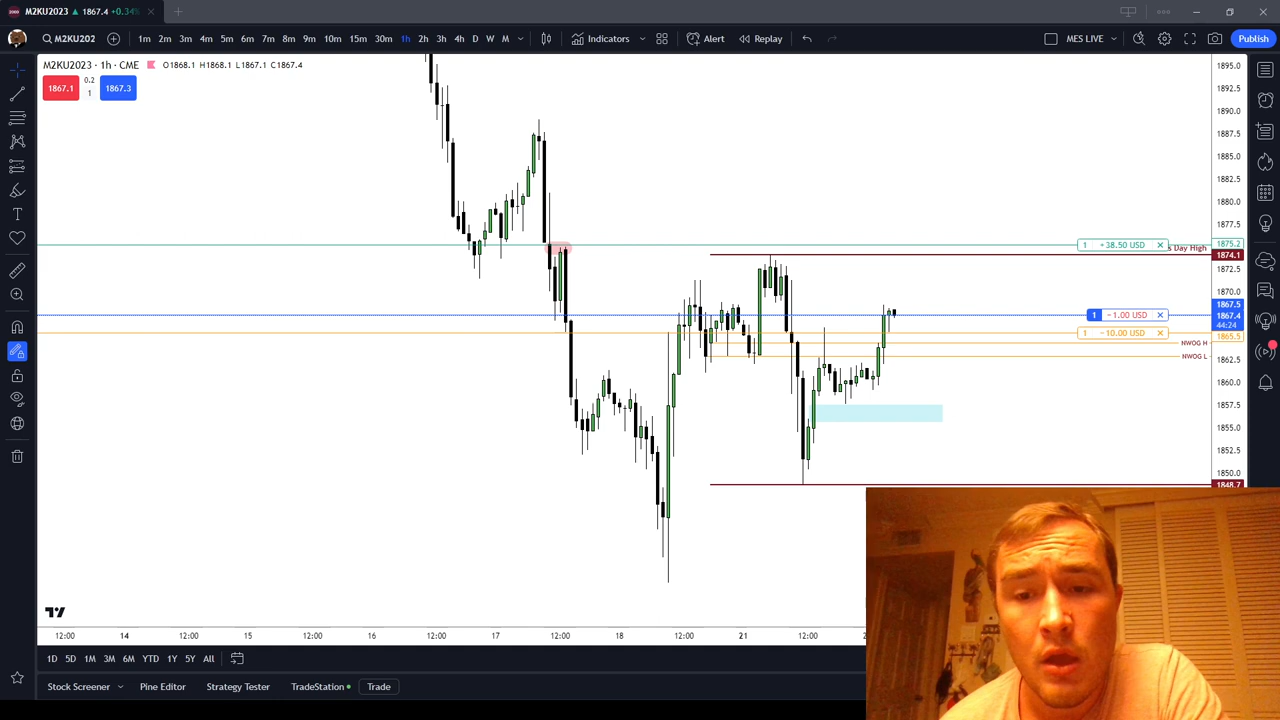 M2KU2023 ▲ 1867.4 +0.34%
M2KU202 1m 2m 3m 4m 5m 6m 7m 8m 9m 10m 15m 30m 1h 2h 3h 4h D W M Indicators Alert Replay MES LIVE Publish
M2KU2023 · 1h · CME O1868.1 H1868.1 L1867.1 C1867.4
1867.1 0.2 1 1867.3
1895.0
1892.5
1890.0
1887.5
1885.0
1882.5
1880.0
1877.5
1 +38.50 USD 1875.2
s Day High
1874.1
1872.5
1870.0
1867.5
1 −1.00 USD 1867.4
44:24
1 −10.00 USD 1865.5
NWOG H
NWOG L
1862.5
1860.0
1857.5
1855.0
1852.5
1850.0
1848.7
12:00 14 12:00 15 12:00 16 12:00 17 12:00 18 12:00 21 12:00
1D 5D 1M 3M 6M YTD 1Y 5Y All
Stock Screener Pine Editor Strategy Tester TradeStation Trade